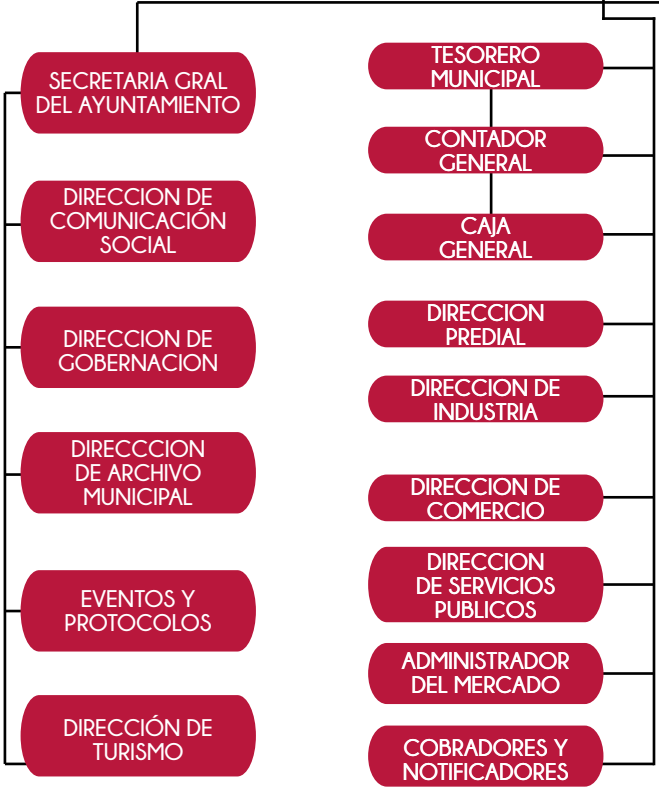 SECRETARIA GRAL
DEL AYUNTAMIENTO
DIRECCION DE
COMUNICACIÓN
SOCIAL
DIRECCION DE
GOBERNACION
DIRECCCION
DE ARCHIVO
MUNICIPAL
EVENTOS Y
PROTOCOLOS
DIRECCIÓN DE
TURISMO
TESORERO
MUNICIPAL
CONTADOR
GENERAL
CAJA
GENERAL
DIRECCION
PREDIAL
DIRECCION DE
INDUSTRIA
DIRECCION DE
COMERCIO
DIRECCION
DE SERVICIOS
PUBLICOS
ADMINISTRADOR
DEL MERCADO
COBRADORES Y
NOTIFICADORES